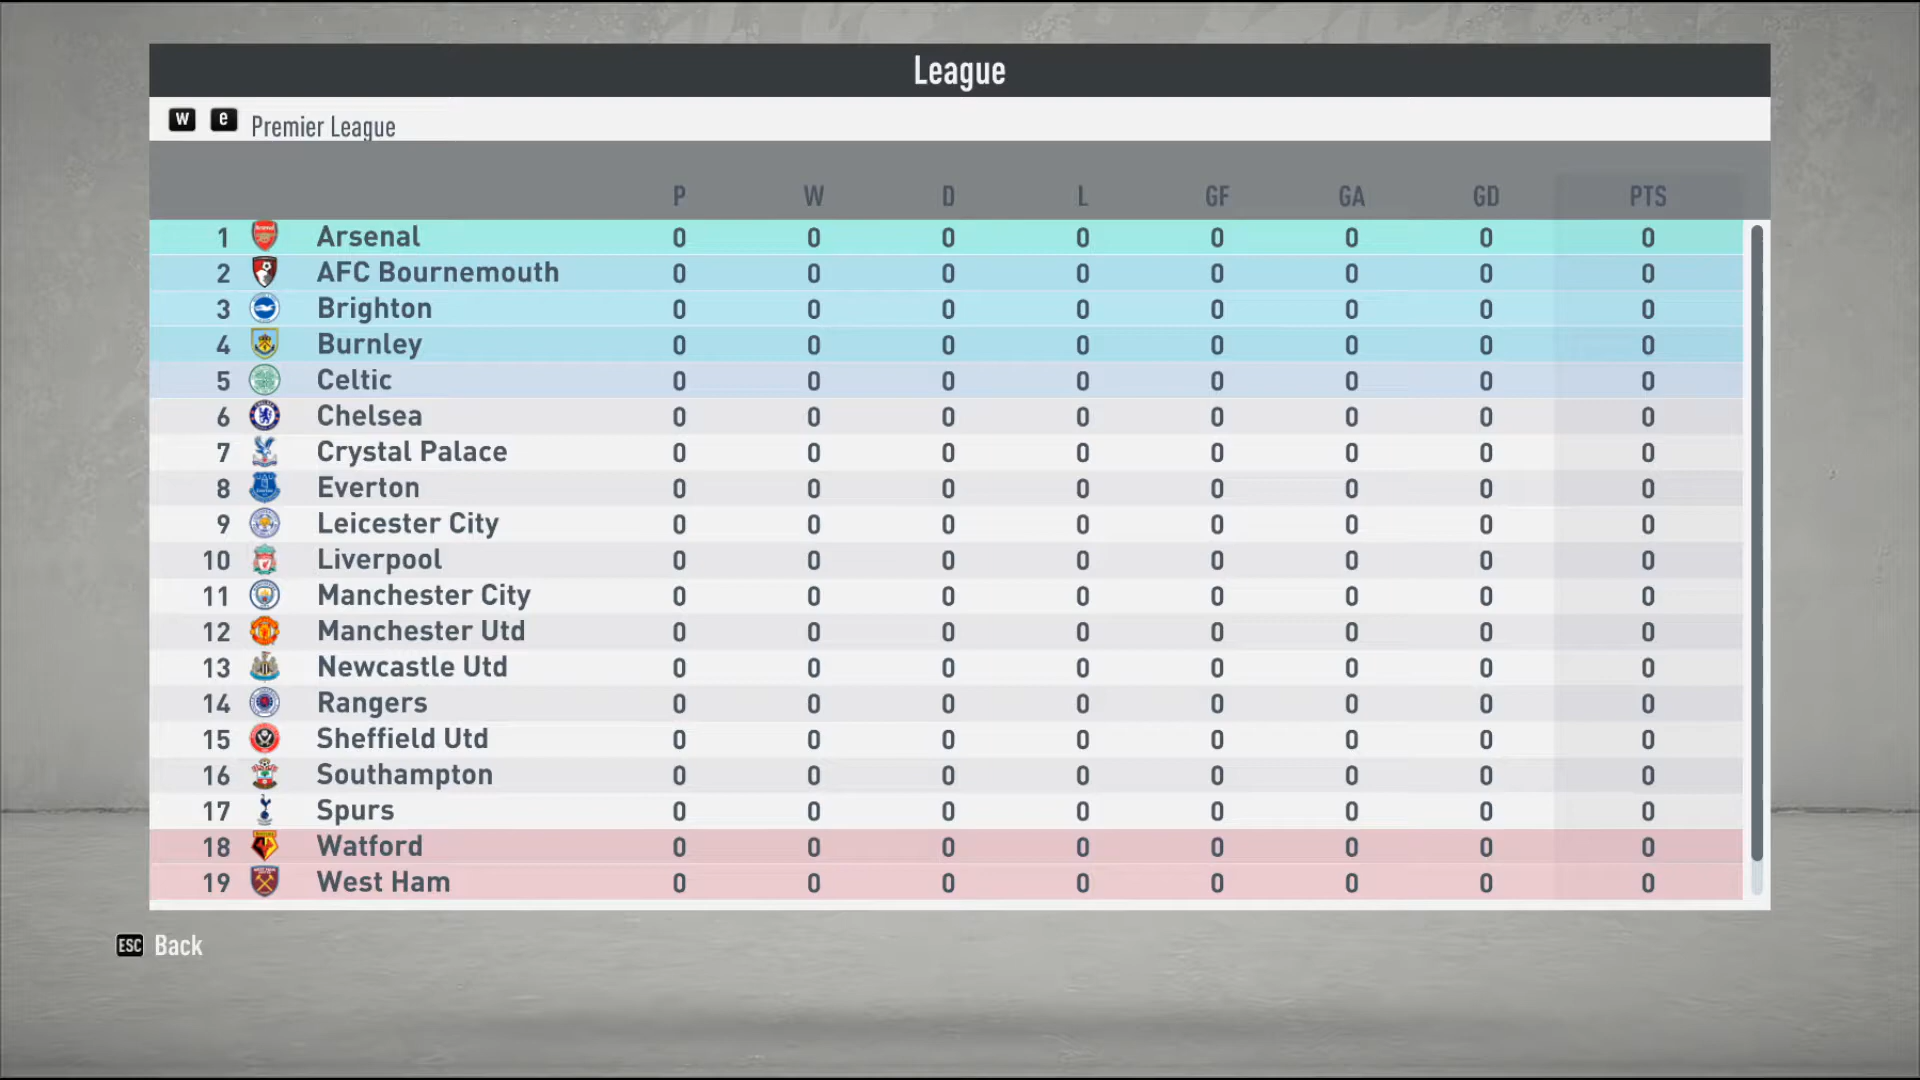 League
W e Premier League
P W D L GF GA GD PTS
1 Arsenal 0 0 0 0 0 0 0 0
2 AFC Bournemouth 0 0 0 0 0 0 0 0
3 Brighton 0 0 0 0 0 0 0 0
4 Burnley 0 0 0 0 0 0 0 0
5 Celtic 0 0 0 0 0 0 0 0
6 Chelsea 0 0 0 0 0 0 0 0
7 Crystal Palace 0 0 0 0 0 0 0 0
8 Everton 0 0 0 0 0 0 0 0
9 Leicester City 0 0 0 0 0 0 0 0
10 Liverpool 0 0 0 0 0 0 0 0
11 Manchester City 0 0 0 0 0 0 0 0
12 Manchester Utd 0 0 0 0 0 0 0 0
13 Newcastle Utd 0 0 0 0 0 0 0 0
14 Rangers 0 0 0 0 0 0 0 0
15 Sheffield Utd 0 0 0 0 0 0 0 0
16 Southampton 0 0 0 0 0 0 0 0
17 Spurs 0 0 0 0 0 0 0 0
18 Watford 0 0 0 0 0 0 0 0
19 West Ham 0 0 0 0 0 0 0 0
ESC Back